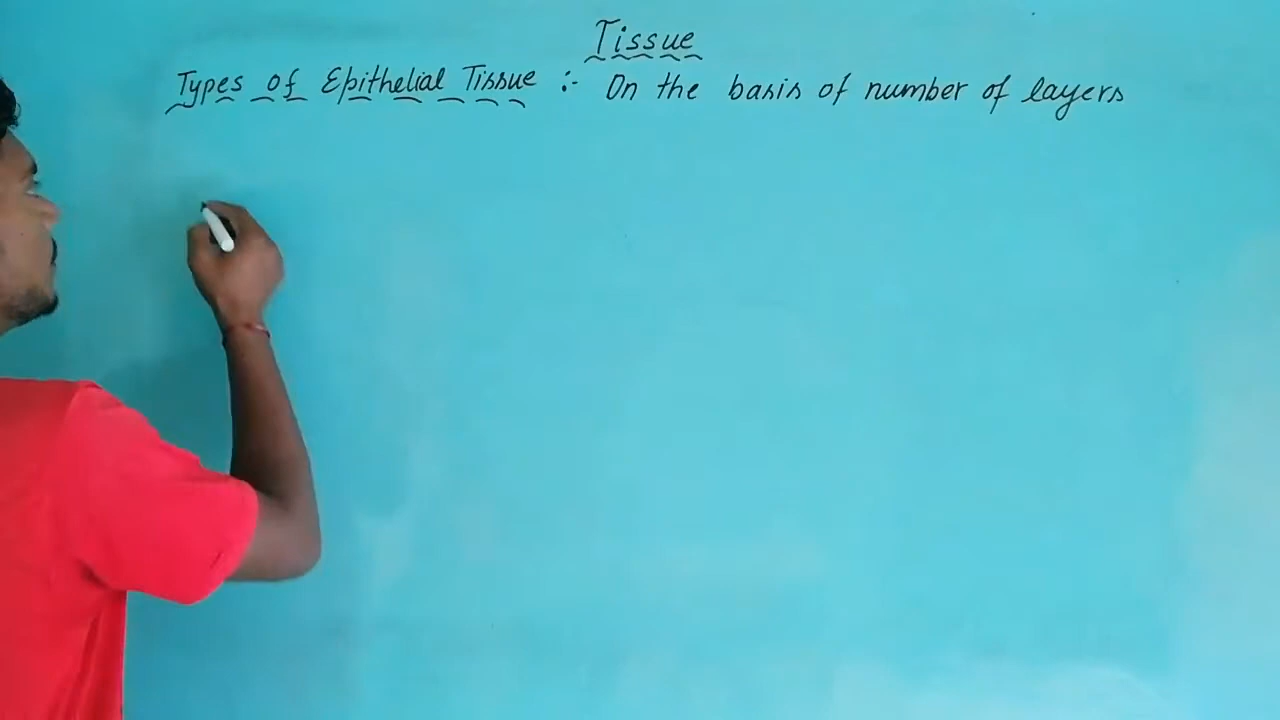 Tissue
Types of Epithelial Tissue :- On the basis of number of layers